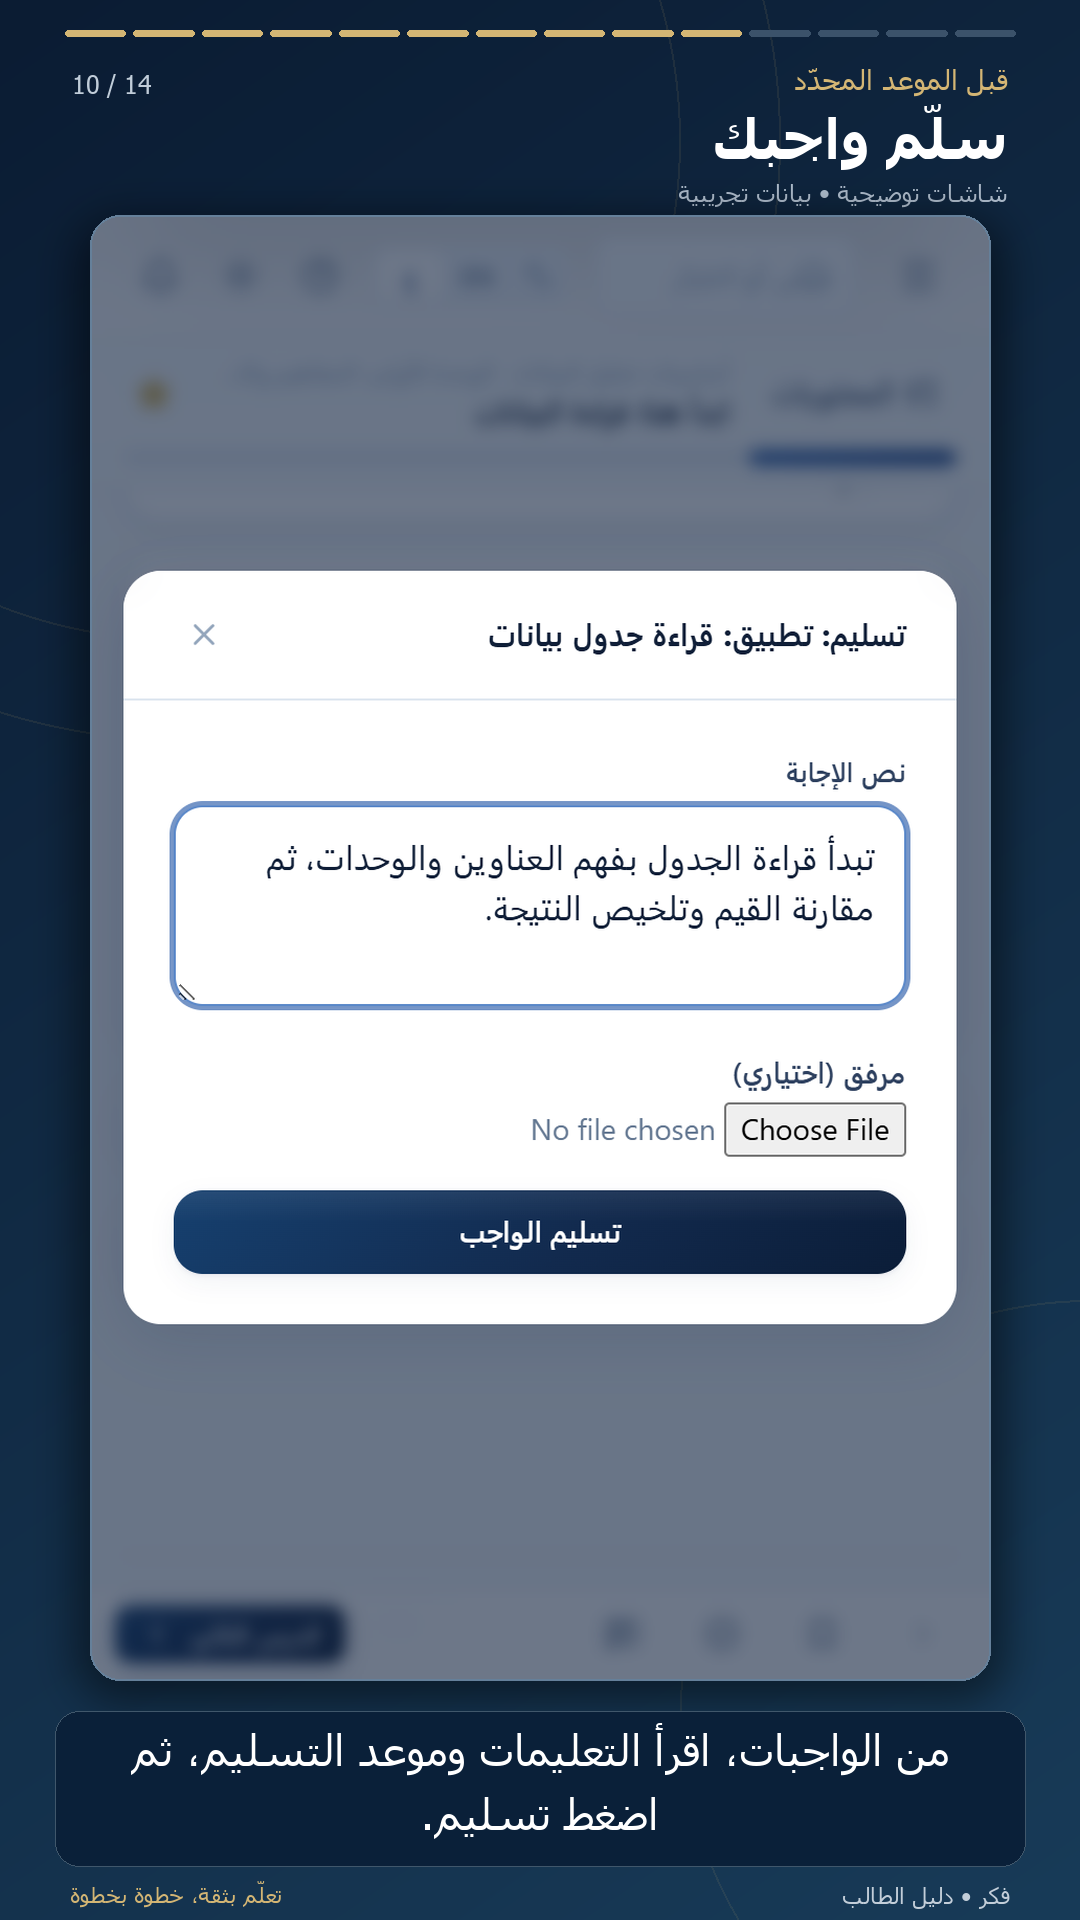 قبل الموعد المحدّد
10 / 14
سلّم واجبك
شاشات توضيحية • بيانات تجريبية
تسليم: تطبيق: قراءة جدول بيانات
نص الإجابة
تبدأ قراءة الجدول بفهم العناوين والوحدات، ثم
مقارنة القيم وتلخيص النتيجة.
مرفق (اختياري)
Choose File No file chosen
تسليم الواجب
من الواجبات، اقرأ التعليمات وموعد التسليم، ثم
اضغط تسليم.
فكر • دليل الطالب
تعلّم بثقة، خطوة بخطوة